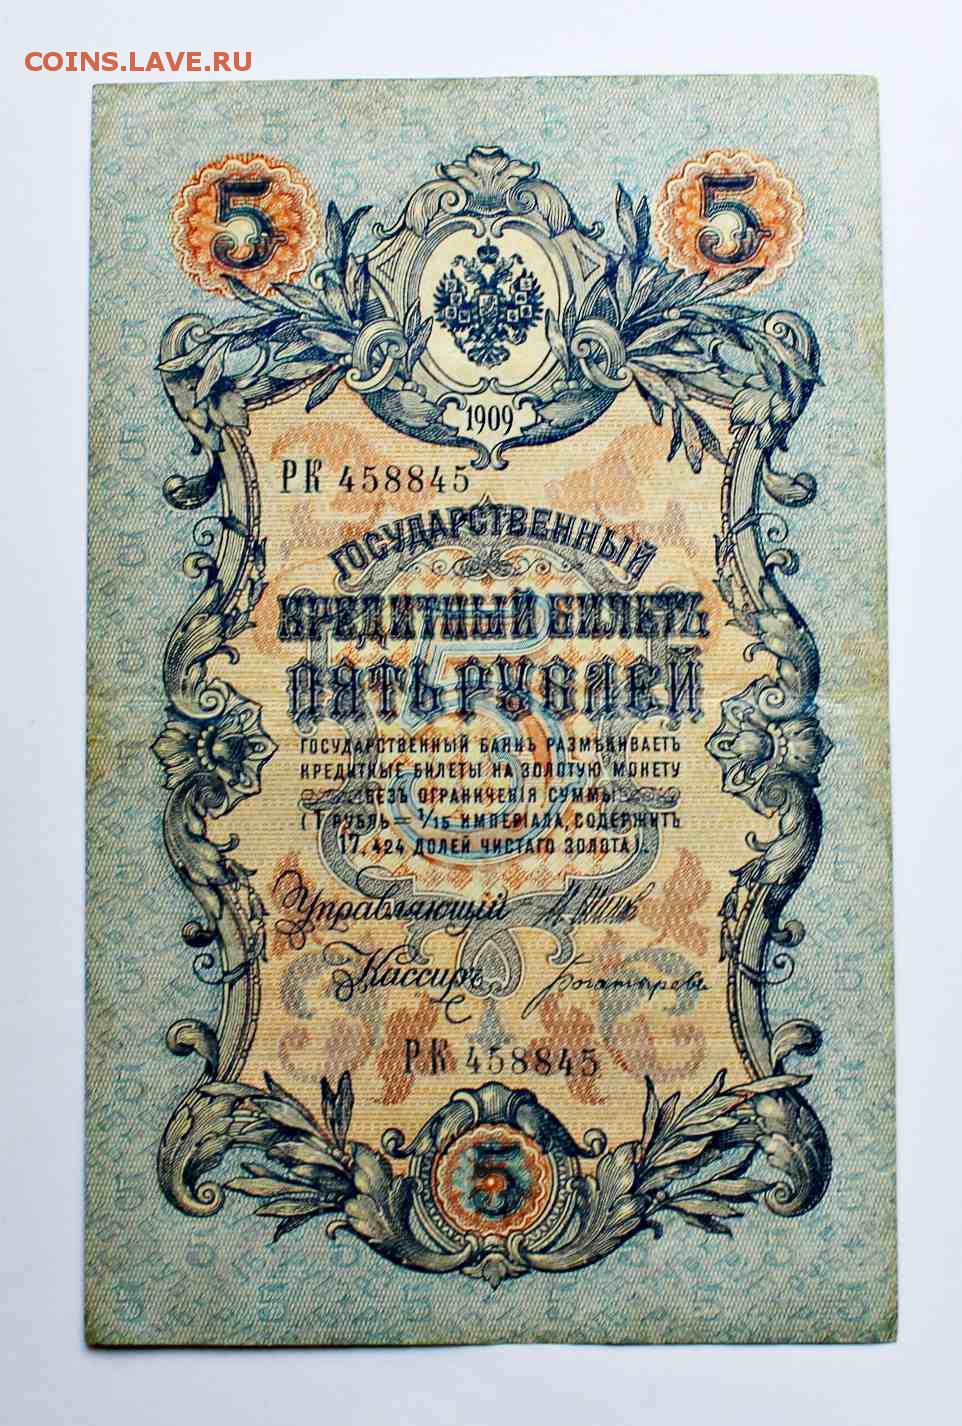 COINS.LAVE.RU
5 5
1909
РК 458845
ГОСУДАРСТВЕННЫЙ
КРЕДИТНЫЙ БИЛЕТЪ
ПЯТЬ РУБЛЕЙ
5
ГОСУДАРСТВЕННЫЙ БАНКЪ РАЗМѢНИВАЕТЪ
КРЕДИТНЫЕ БИЛЕТЫ НА ЗОЛОТУЮ МОНЕТУ
БЕЗЪ ОГРАНИЧЕНІЯ СУММЫ
(1 РУБЛЬ = 1/15 ИМПЕРІАЛА, СОДЕРЖИТЪ
17,424 ДОЛЕЙ ЧИСТАГО ЗОЛОТА).
Управляющій
Кассиръ Богатыревъ
РК 458845
5